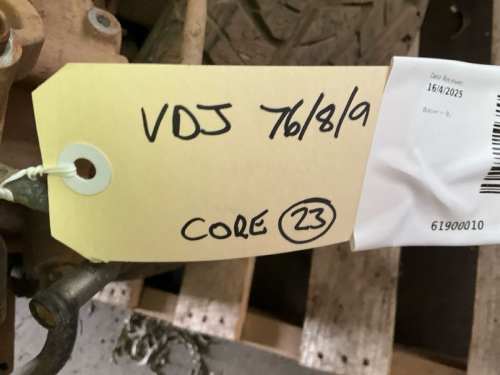 VDJ 76/8/9
CORE 23
Date Received
16/4/2025
61900010